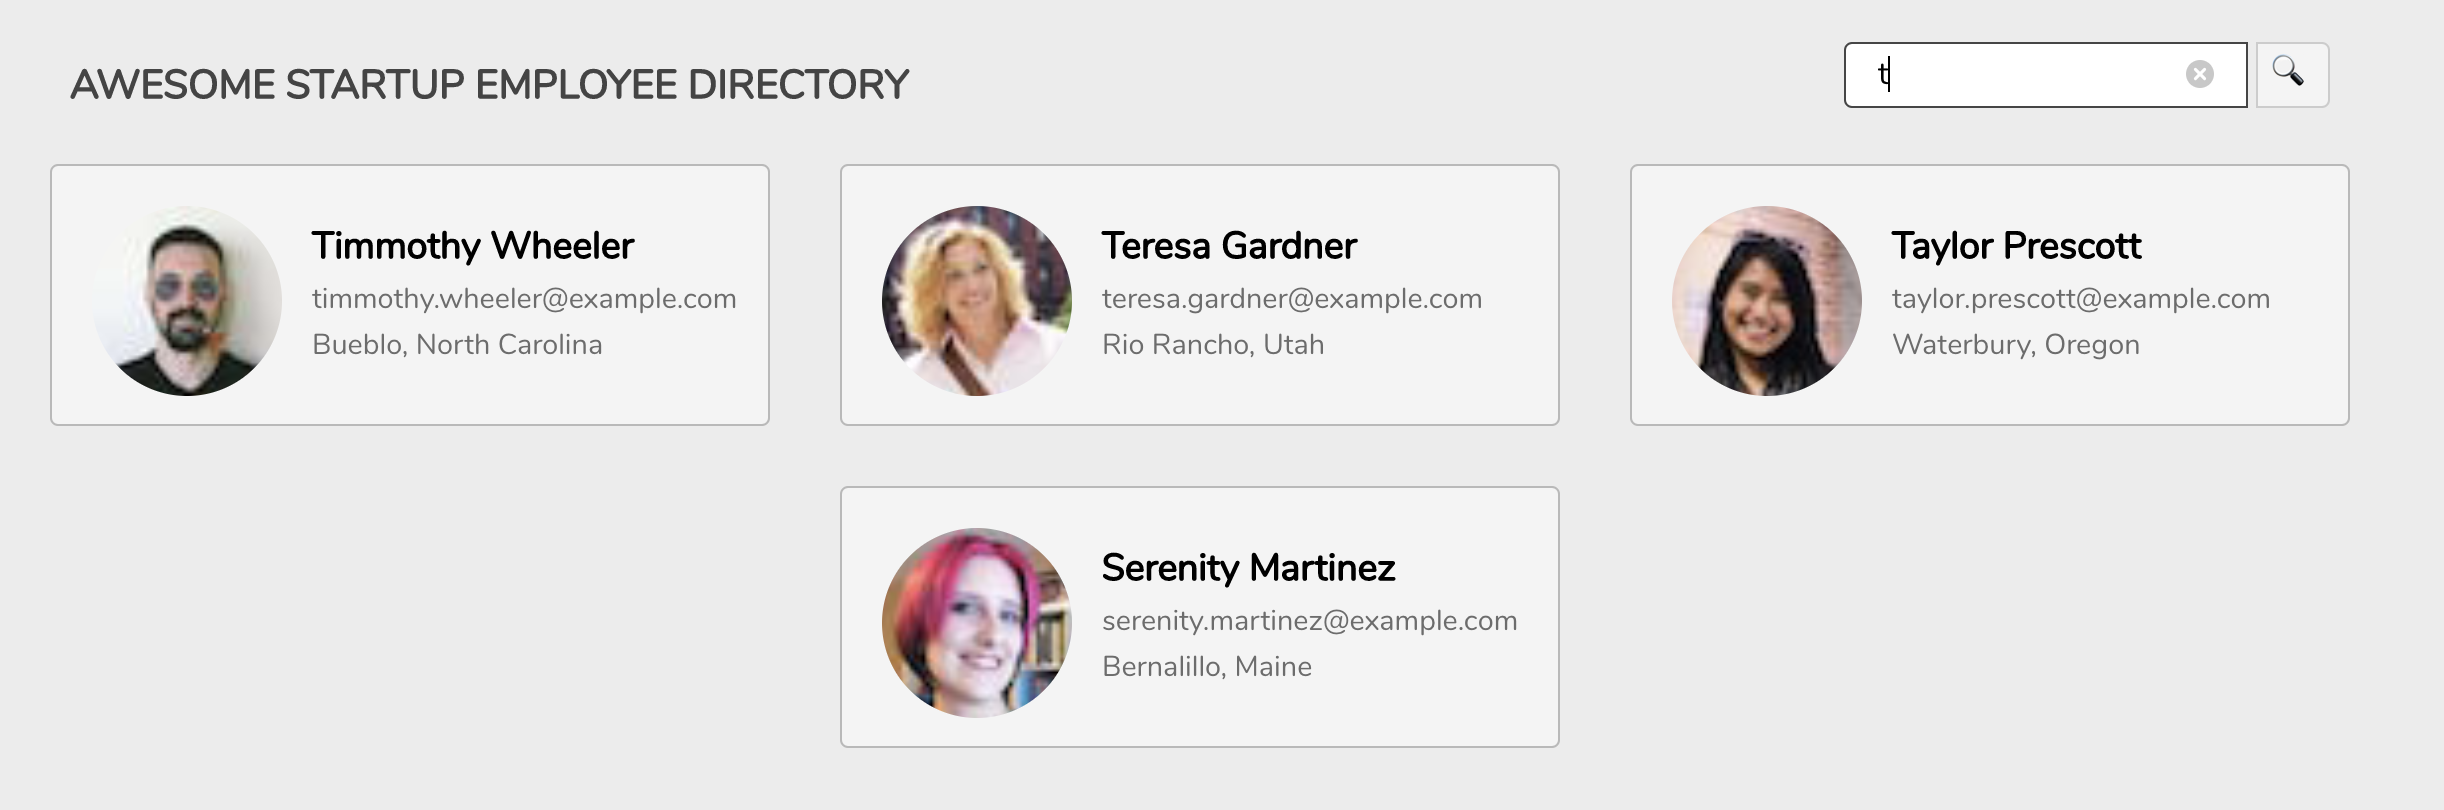 AWESOME STARTUP EMPLOYEE DIRECTORY
t
Timmothy Wheeler
timmothy.wheeler@example.com
Bueblo, North Carolina
Teresa Gardner
teresa.gardner@example.com
Rio Rancho, Utah
Taylor Prescott
taylor.prescott@example.com
Waterbury, Oregon
Serenity Martinez
serenity.martinez@example.com
Bernalillo, Maine